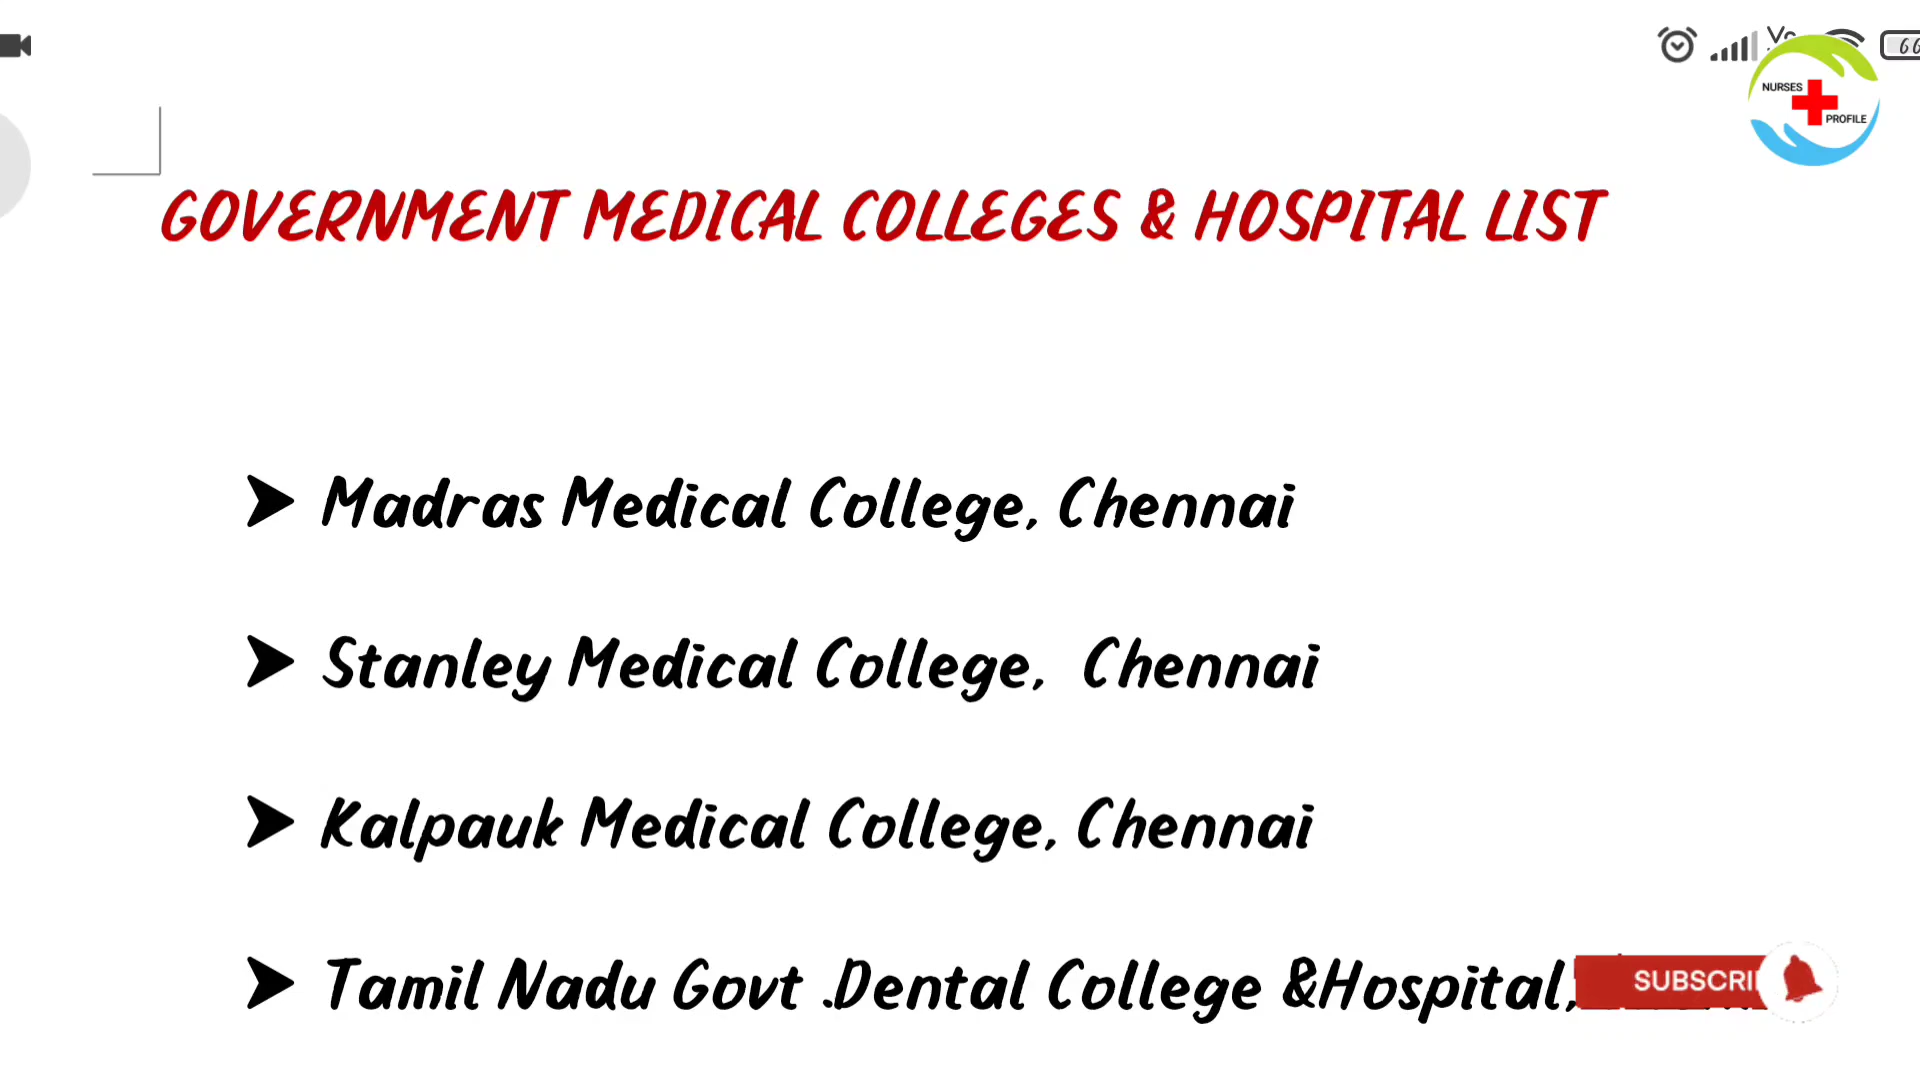 NURSES
PROFILE
GOVERNMENT MEDICAL COLLEGES & HOSPITAL LIST
➤ Madras Medical College, Chennai
➤ Stanley Medical College, Chennai
➤ Kalpauk Medical College, Chennai
➤ Tamil Nadu Govt .Dental College &Hospital,